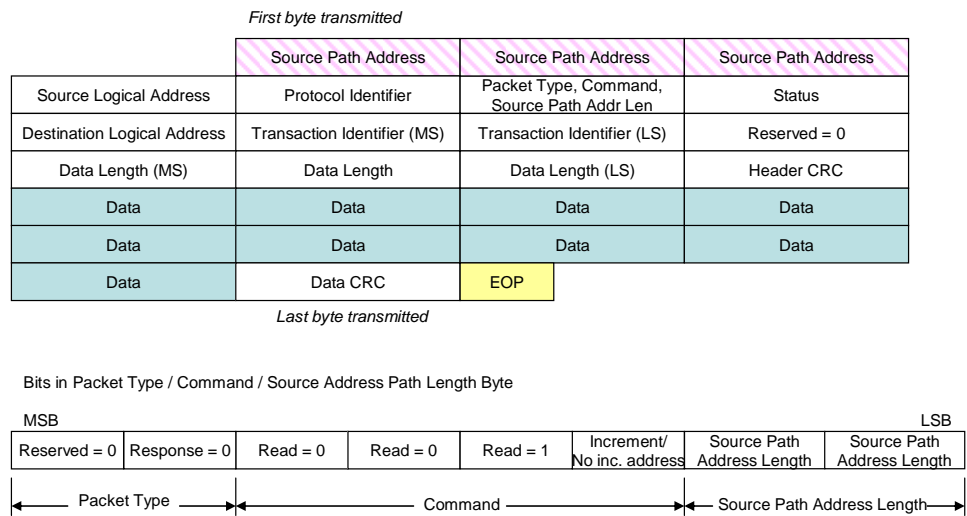 First byte transmitted
Source Path Address Source Path Address Source Path Address
Source Logical Address Protocol Identifier Packet Type, Command, Source Path Addr Len Status
Destination Logical Address Transaction Identifier (MS) Transaction Identifier (LS) Reserved = 0
Data Length (MS) Data Length Data Length (LS) Header CRC
Data Data Data Data
Data Data Data Data
Data Data CRC EOP
Last byte transmitted
Bits in Packet Type / Command / Source Address Path Length Byte
MSB LSB
Reserved = 0 Response = 0 Read = 0 Read = 0 Read = 1 Increment/ No inc. address Source Path Address Length Source Path Address Length
Packet Type Command Source Path Address Length